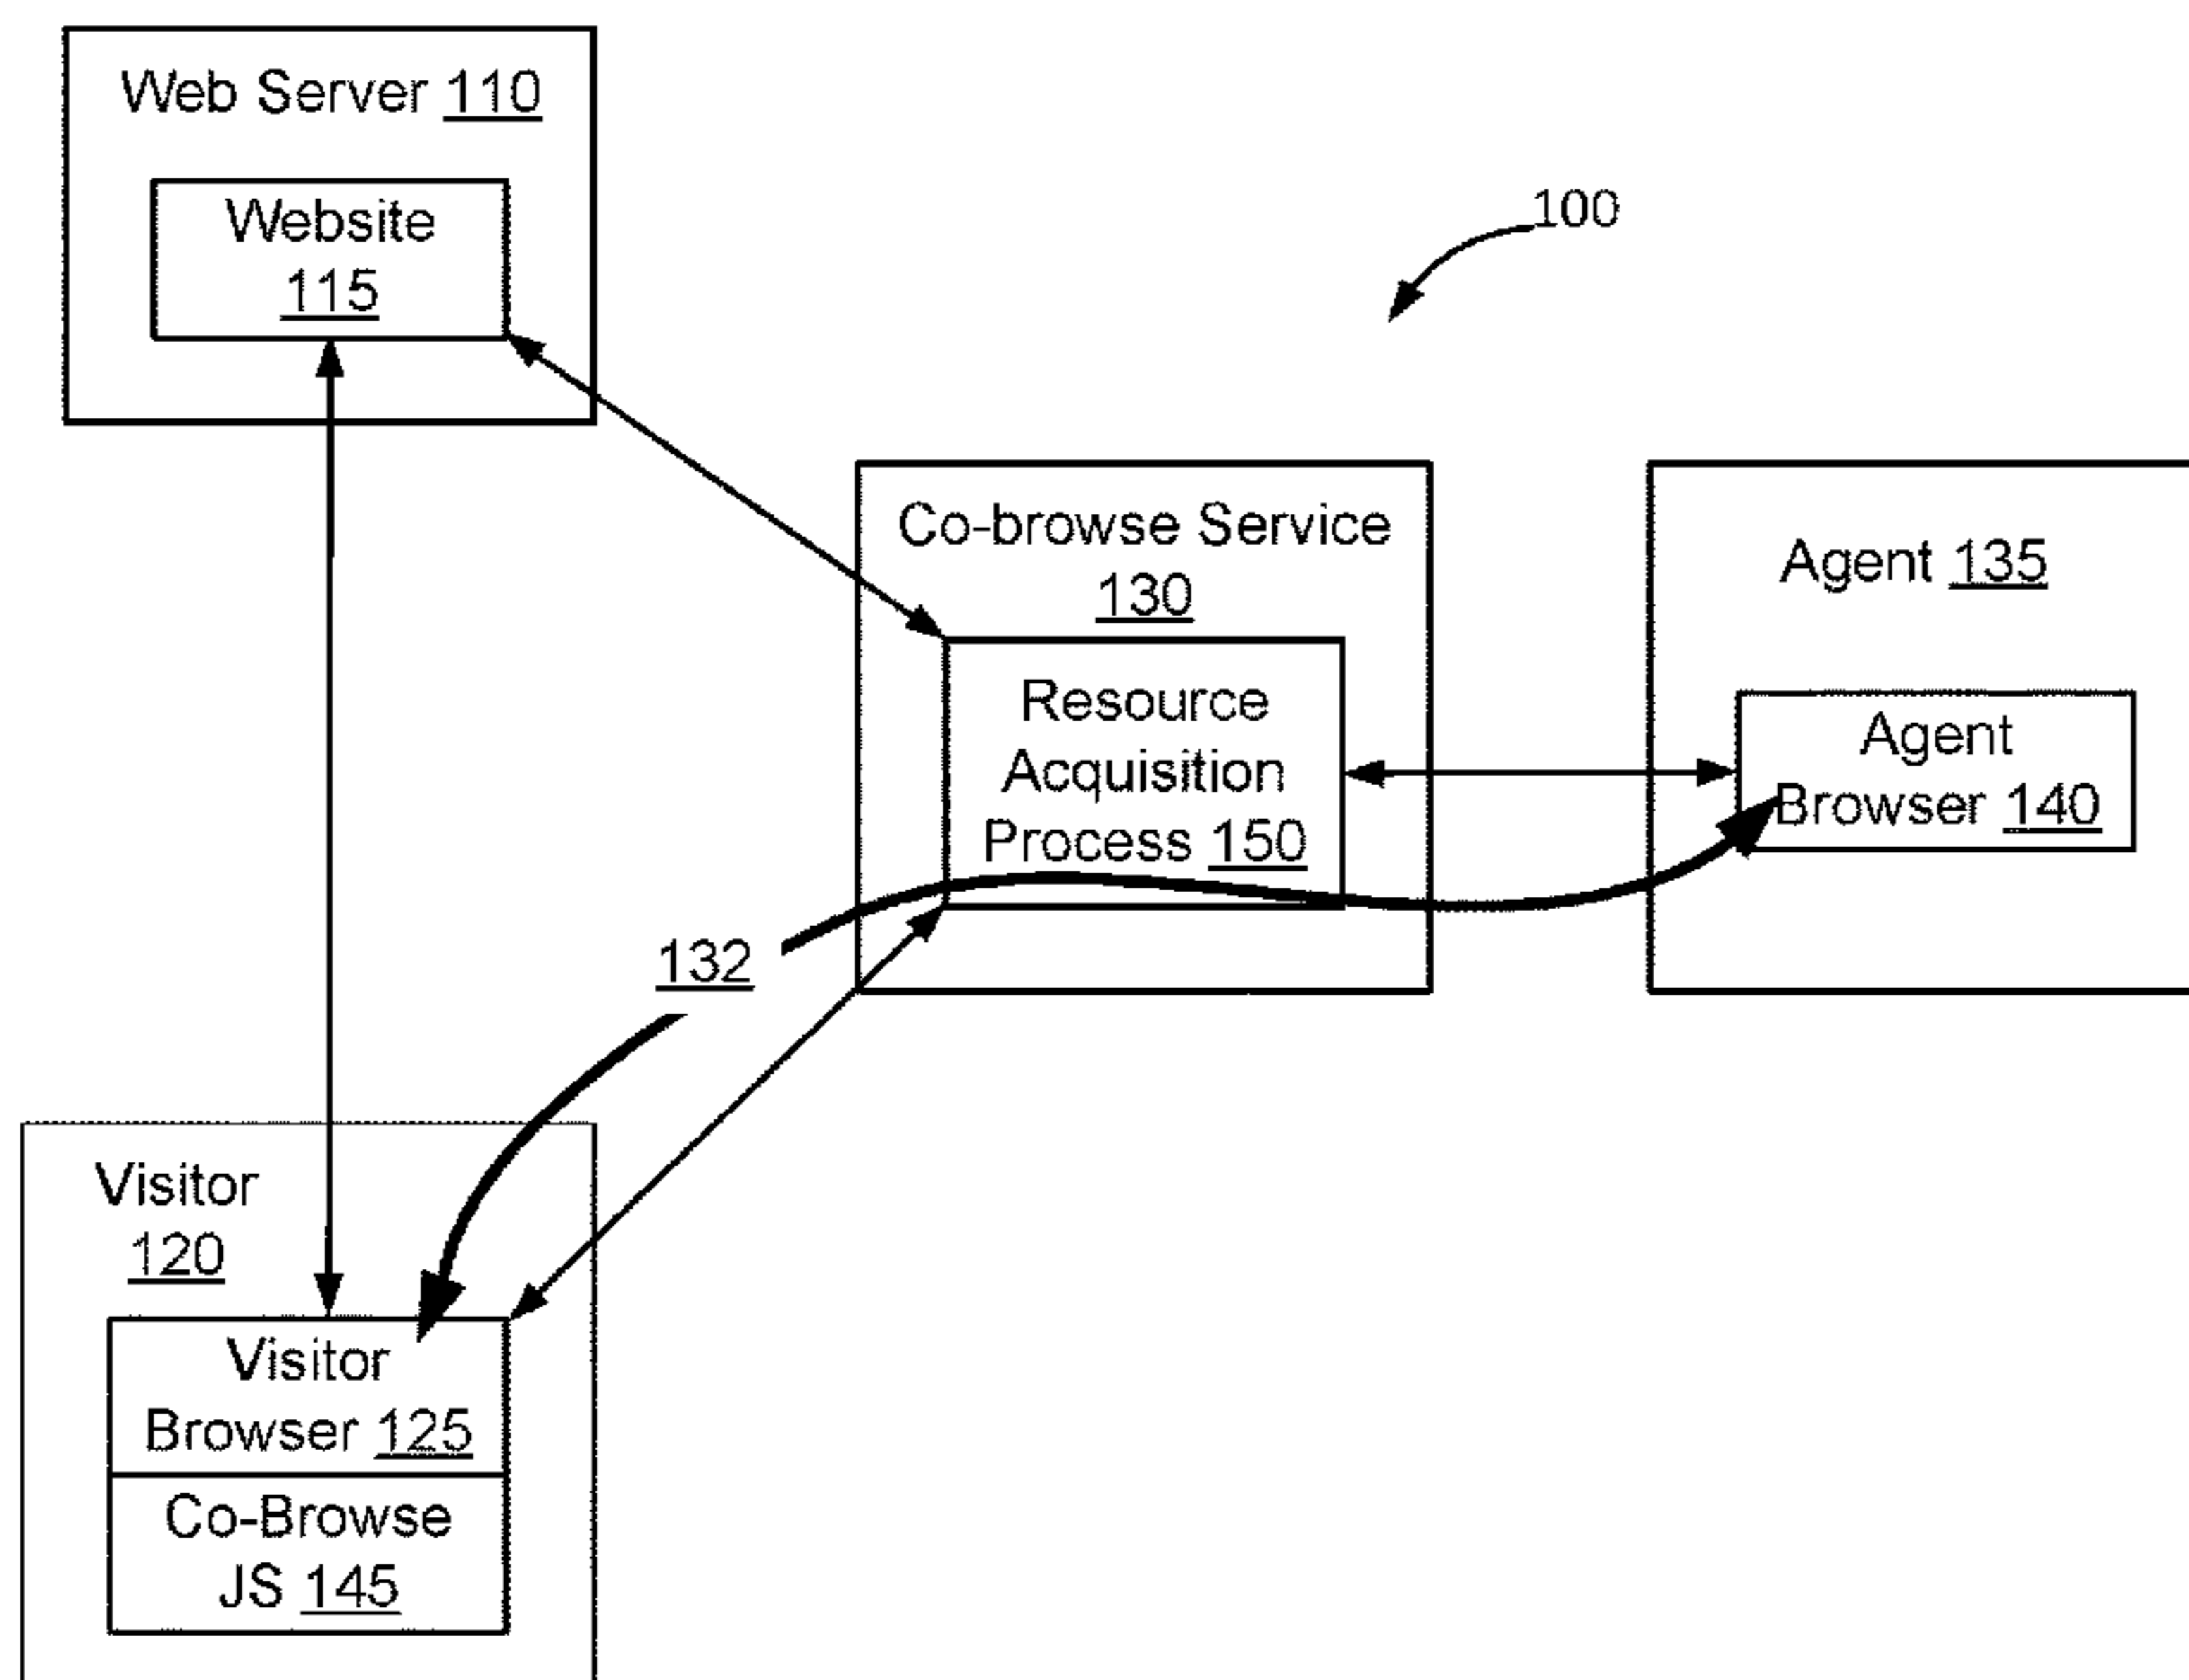 Web Server 110
Website
115
100
Co-browse Service
130
Resource
Acquisition
Process 150
Agent 135
Agent
Browser 140
132
Visitor
120
Visitor
Browser 125
Co-Browse
JS 145